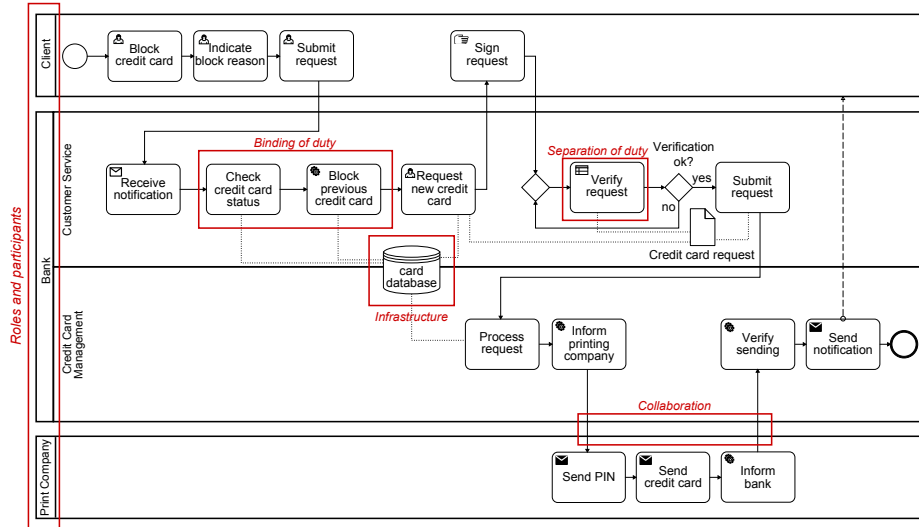 Roles and participants
Client
Block
credit card
Indicate
block reason
Submit
request
Sign
request
Bank
Customer Service
Binding of duty
Receive
notification
Check
credit card
status
Block
previous
credit card
Request
new credit
card
Separation of duty
Verify
request
Verification
ok?
yes
no
Submit
request
Credit card request
card
database
Infrastructure
Credit Card
Management
Process
request
Inform
printing
company
Verify
sending
Send
notification
Collaboration
Print Company
Send PIN
Send
credit card
Inform
bank